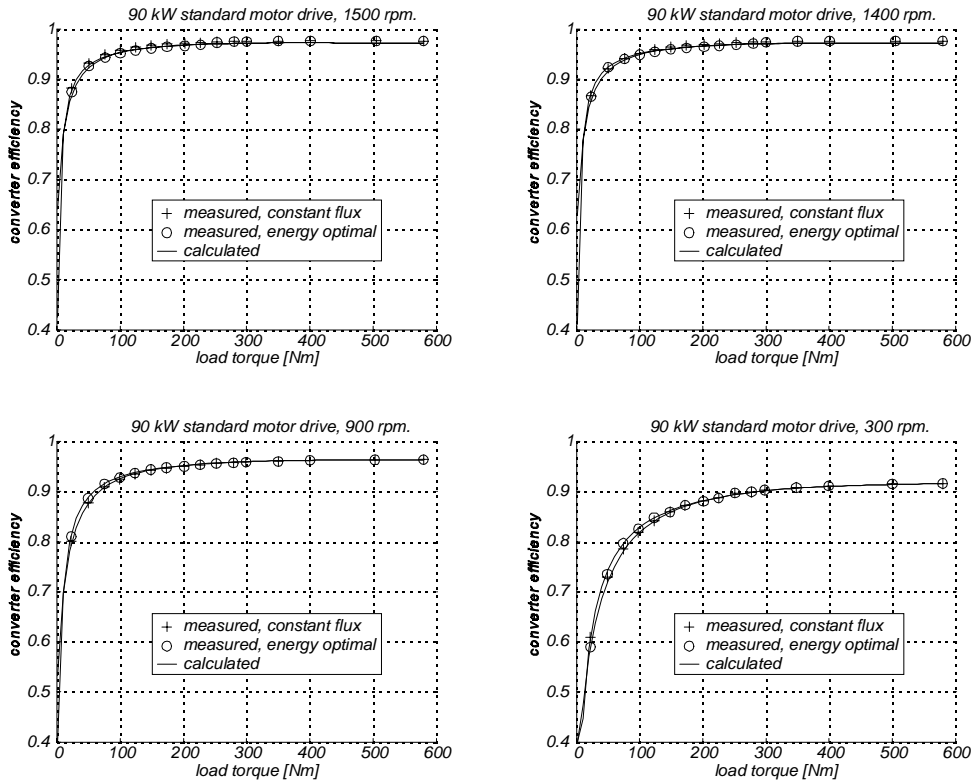 90 kW standard motor drive, 1500 rpm.
1
0.9
0.8
0.7
0.6
0.5
0.4
converter efficiency
+ measured, constant flux
o measured, energy optimal
— calculated
0 100 200 300 400 500 600
load torque [Nm]
90 kW standard motor drive, 1400 rpm.
1
0.9
0.8
0.7
0.6
0.5
0.4
converter efficiency
+ measured, constant flux
o measured, energy optimal
— calculated
0 100 200 300 400 500 600
load torque [Nm]
90 kW standard motor drive, 900 rpm.
1
0.9
0.8
0.7
0.6
0.5
0.4
converter efficiency
+ measured, constant flux
o measured, energy optimal
— calculated
0 100 200 300 400 500 600
load torque [Nm]
90 kW standard motor drive, 300 rpm.
1
0.9
0.8
0.7
0.6
0.5
0.4
converter efficiency
+ measured, constant flux
o measured, energy optimal
— calculated
0 100 200 300 400 500 600
load torque [Nm]